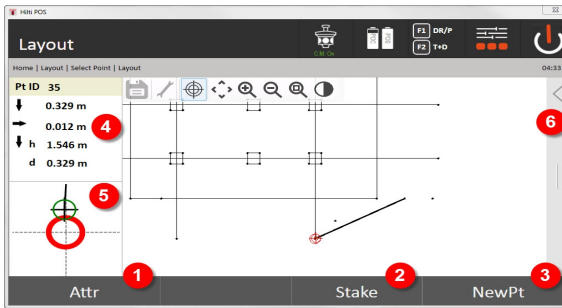 Hilti POS
Layout
C.M. On
F1 DR/P
F2 T+D
Home | Layout | Select Point | Layout
04:33
Pt ID 35
0.329 m
0.012 m
4
h 1.546 m
d 0.329 m
6
5
1
2
3
Attr
Stake
NewPt